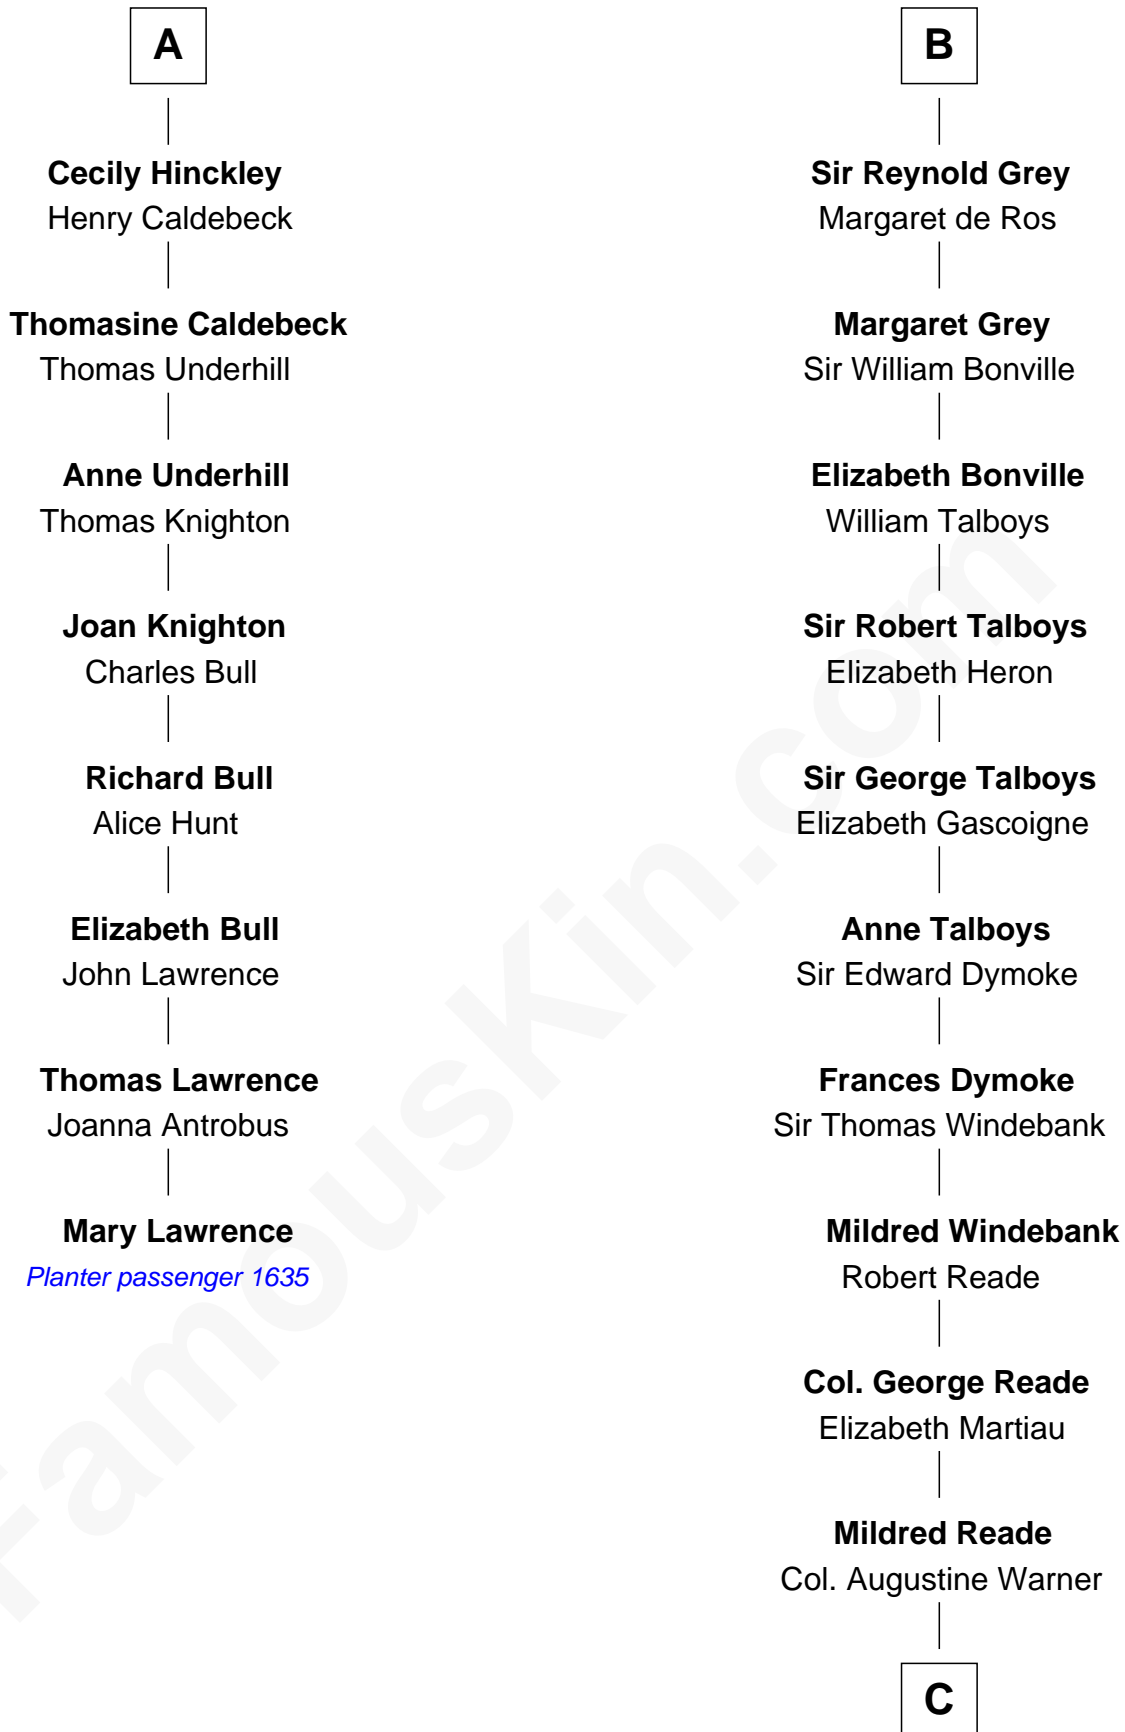 A
Cecily Hinckley
Henry Caldebeck
Thomasine Caldebeck
Thomas Underhill
Anne Underhill
Thomas Knighton
Joan Knighton
Charles Bull
Richard Bull
Alice Hunt
Elizabeth Bull
John Lawrence
Thomas Lawrence
Joanna Antrobus
Mary Lawrence
Planter passenger 1635
B
Sir Reynold Grey
Margaret de Ros
Margaret Grey
Sir William Bonville
Elizabeth Bonville
William Talboys
Sir Robert Talboys
Elizabeth Heron
Sir George Talboys
Elizabeth Gascoigne
Anne Talboys
Sir Edward Dymoke
Frances Dymoke
Sir Thomas Windebank
Mildred Windebank
Robert Reade
Col. George Reade
Elizabeth Martiau
Mildred Reade
Col. Augustine Warner
C
FamousKin.com